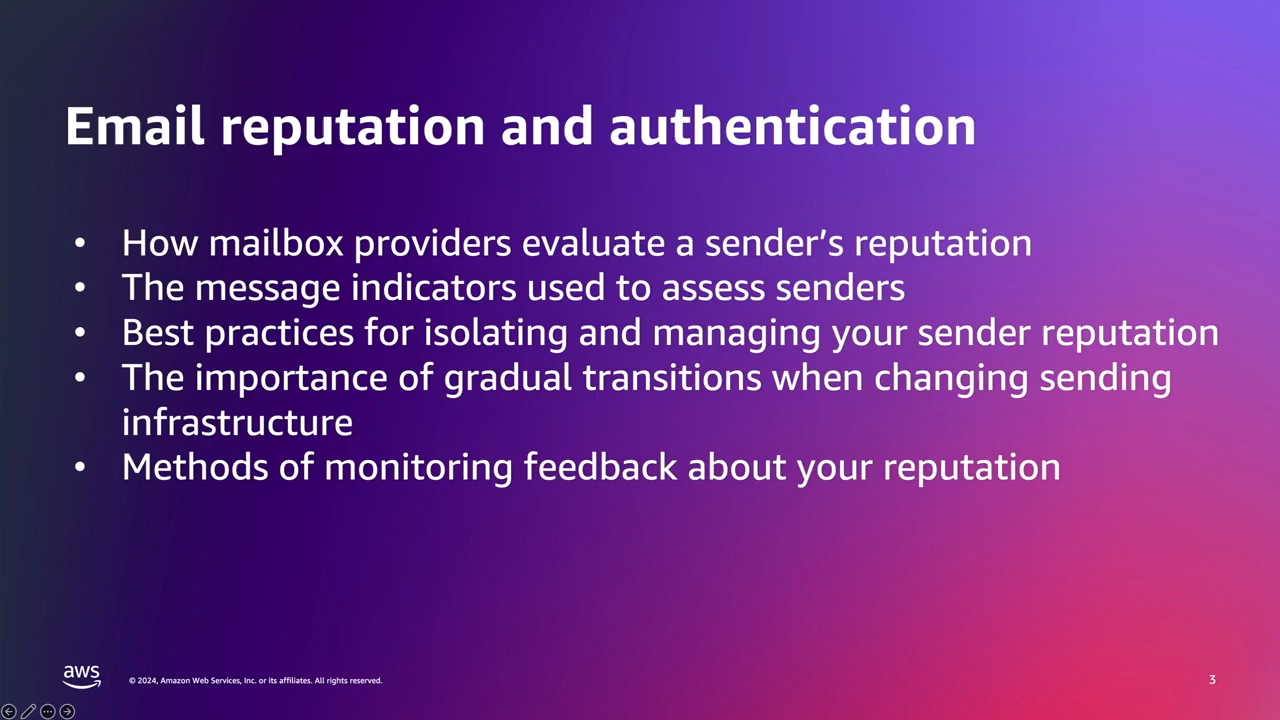 Email reputation and authentication
• How mailbox providers evaluate a sender’s reputation
• The message indicators used to assess senders
• Best practices for isolating and managing your sender reputation
• The importance of gradual transitions when changing sending
infrastructure
• Methods of monitoring feedback about your reputation
aws
© 2024, Amazon Web Services, Inc. or its affiliates. All rights reserved.
3